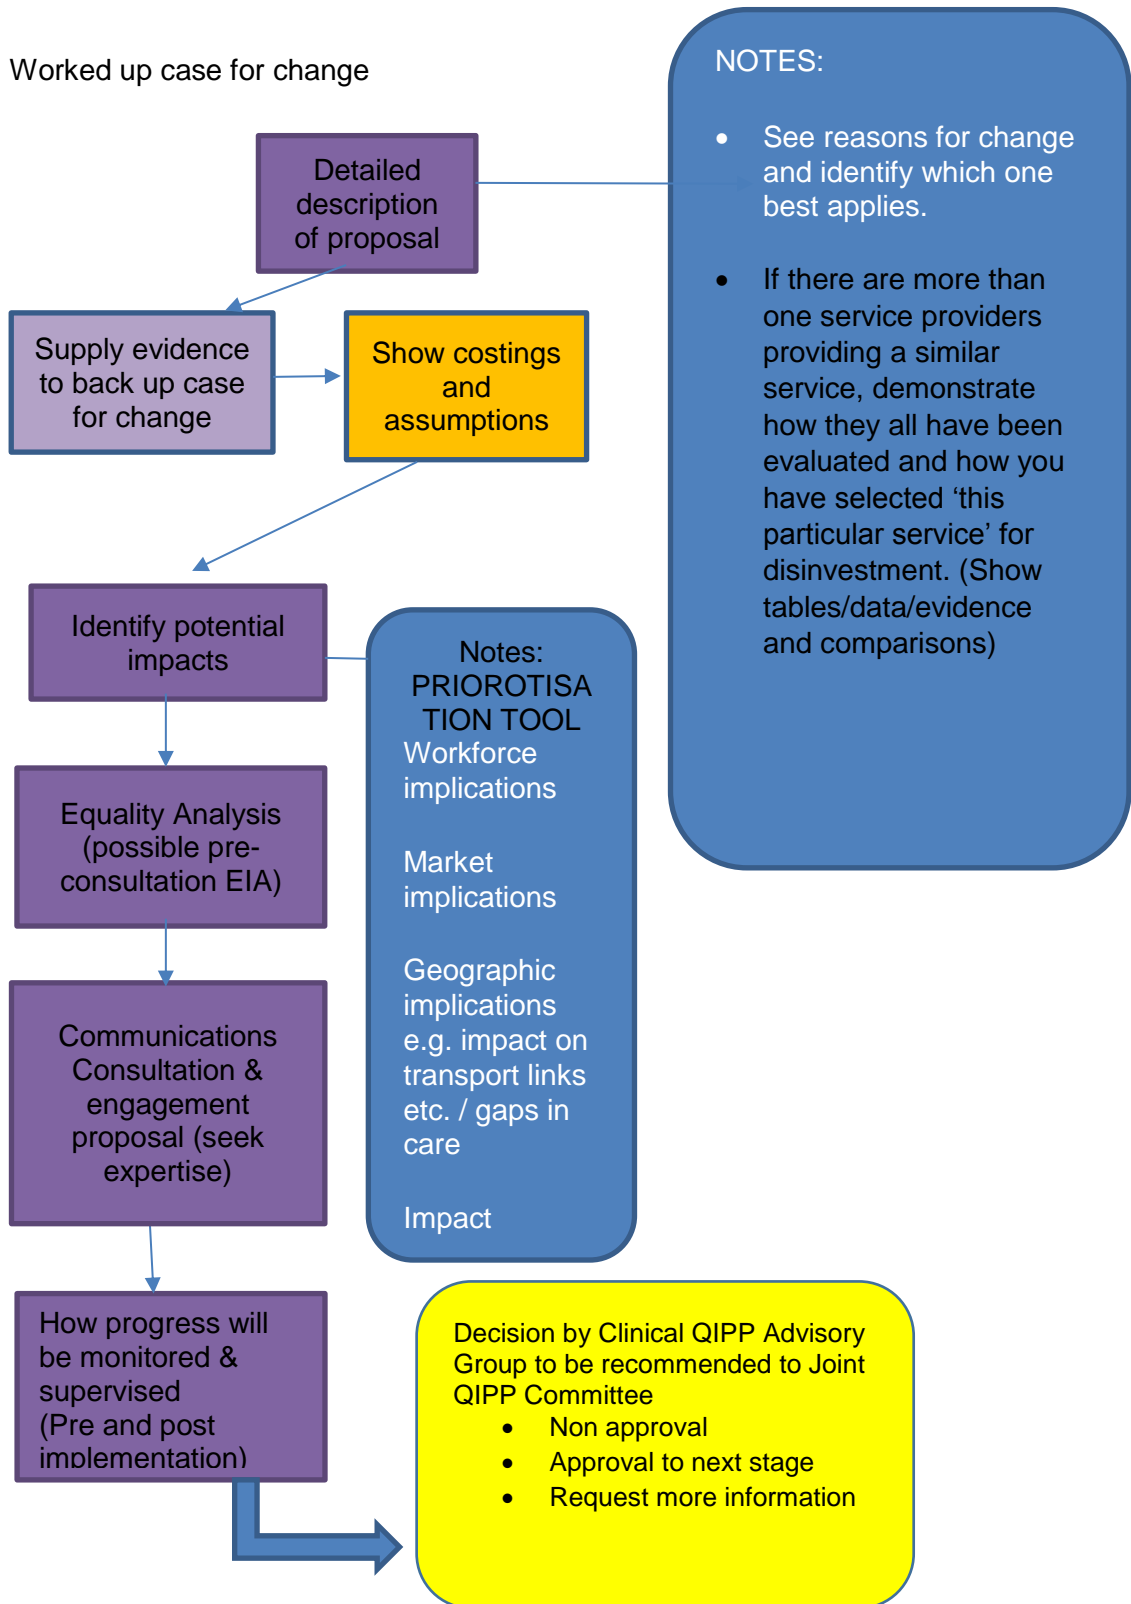 Worked up case for change
NOTES:
• See reasons for change
and identify which one
best applies.
• If there are more than
one service providers
providing a similar
service, demonstrate
how they all have been
evaluated and how you
have selected ‘this
particular service’ for
disinvestment. (Show
tables/data/evidence
and comparisons)
Detailed
description
of proposal
Supply evidence
to back up case
for change
Show costings
and
assumptions
Identify potential
impacts
Notes:
PRIOROTISA
TION TOOL
Workforce
implications
Market
implications
Geographic
implications
e.g. impact on
transport links
etc. / gaps in
care
Impact
Equality Analysis
(possible pre-
consultation EIA)
Communications
Consultation &
engagement
proposal (seek
expertise)
How progress will
be monitored &
supervised
(Pre and post
implementation)
Decision by Clinical QIPP Advisory
Group to be recommended to Joint
QIPP Committee
• Non approval
• Approval to next stage
• Request more information